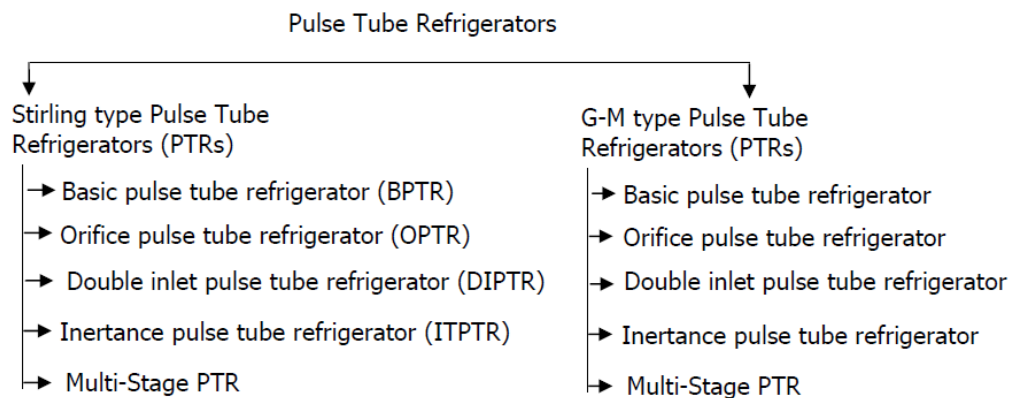 Pulse Tube Refrigerators
Stirling type Pulse Tube
Refrigerators (PTRs)
Basic pulse tube refrigerator (BPTR)
Orifice pulse tube refrigerator (OPTR)
Double inlet pulse tube refrigerator (DIPTR)
Inertance pulse tube refrigerator (ITPTR)
Multi-Stage PTR
G-M type Pulse Tube
Refrigerators (PTRs)
Basic pulse tube refrigerator
Orifice pulse tube refrigerator
Double inlet pulse tube refrigerator
Inertance pulse tube refrigerator
Multi-Stage PTR